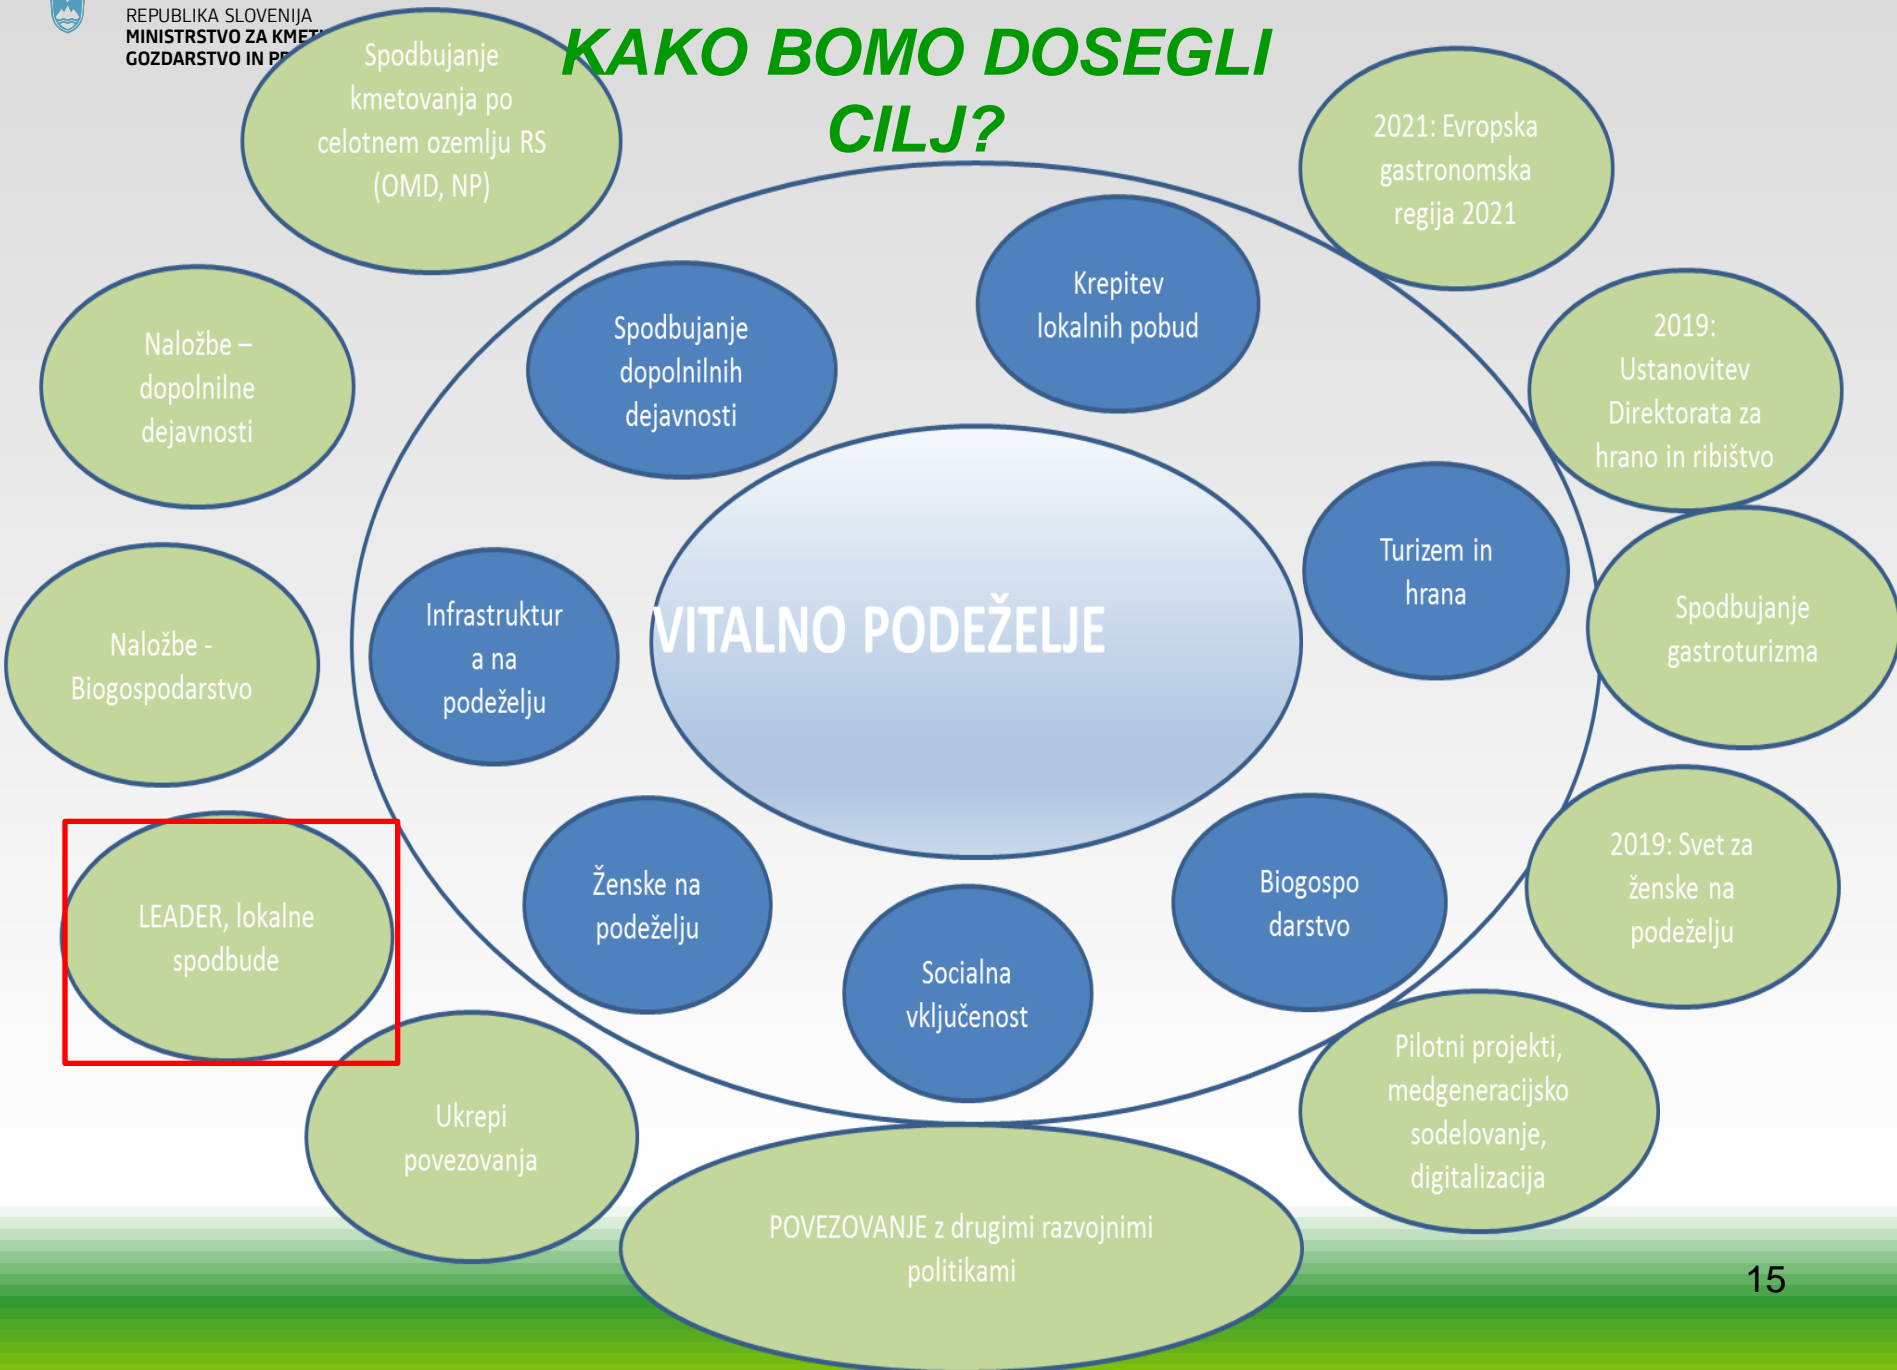 REPUBLIKA SLOVENIJA
MINISTRSTVO ZA
GOZDARSTVO IN
KAKO BOMO DOSEGLI
CILJ?
Spodbujanje
kmetovanja po
celotnem ozemlju RS
(OMD, NP)
2021: Evropska
gastronomska
regija 2021
Krepitev
lokalnih pobud
Spodbujanje
dopolnilnih
dejavnosti
Naložbe –
dopolnilne
dejavnosti
2019:
Ustanovitev
Direktorata za
hrano in ribištvo
Turizem in
hrana
Infrastruktur
a na
podeželju
VITALNO PODEŽELJE
Spodbujanje
gastroturizma
Naložbe -
Biogospodarstvo
Ženske na
podeželju
Biogospo
darstvo
2019: Svet za
ženske na
podeželju
LEADER, lokalne
spodbude
Socialna
vključenost
Pilotni projekti,
medgeneracijsko
sodelovanje,
digitalizacija
Ukrepi
povezovanja
POVEZOVANJE z drugimi razvojnimi
politikami
15